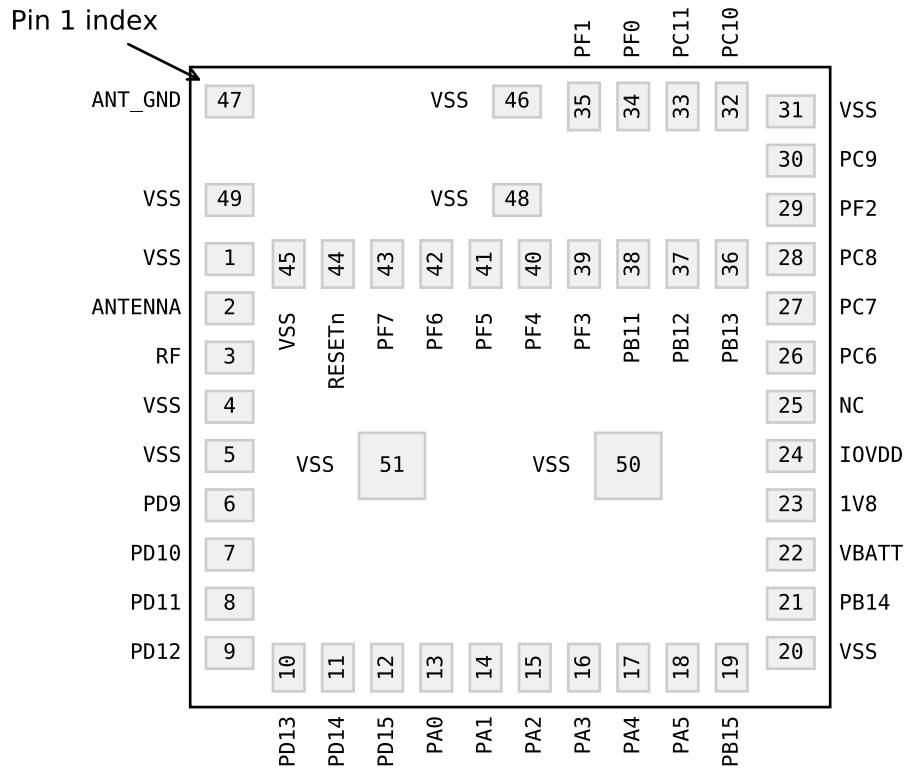 Pin 1 index
PF1 PF0 PC11 PC10
ANT_GND 47 VSS 46 35 34 33 32 31 VSS
30 PC9
VSS 49 VSS 48 29 PF2
VSS 1 45 44 43 42 41 40 39 38 37 36 28 PC8
ANTENNA 2 27 PC7
VSS RESETn PF7 PF6 PF5 PF4 PF3 PB11 PB12 PB13
RF 3 26 PC6
VSS 4 25 NC
VSS 5 VSS 51 VSS 50 24 IOVDD
PD9 6 23 1V8
PD10 7 22 VBATT
PD11 8 21 PB14
PD12 9 10 11 12 13 14 15 16 17 18 19 20 VSS
PD13 PD14 PD15 PA0 PA1 PA2 PA3 PA4 PA5 PB15